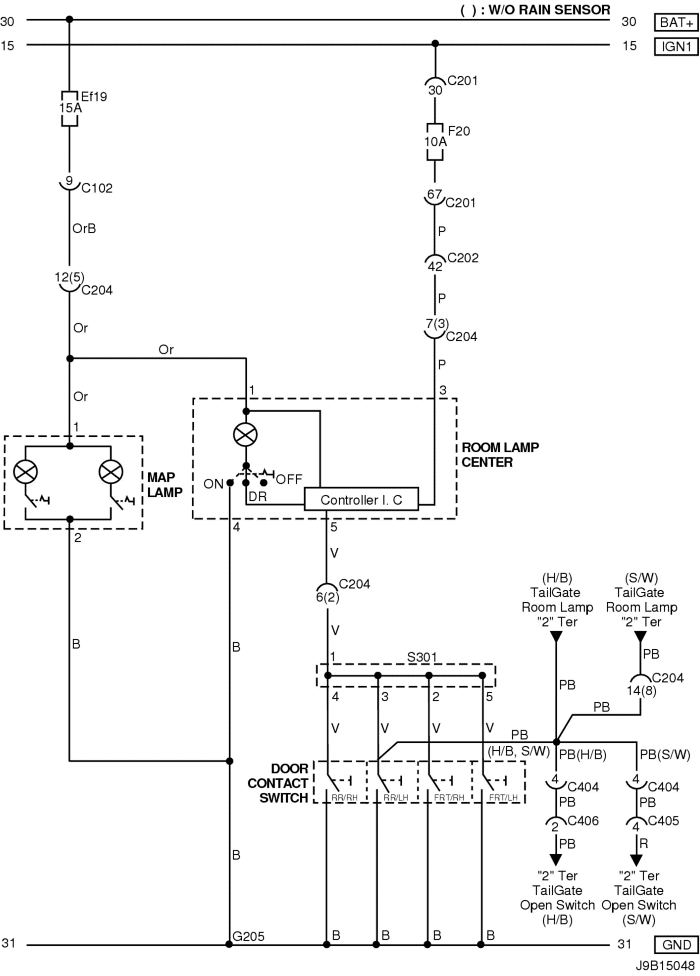 ( ) : W/O RAIN SENSOR
30
30
BAT+
15
15
IGN1
C201
30
Ef19
15A
F20
10A
9
C102
67
C201
OrB
P
C202
42
12(5)
C204
P
Or
7(3)
C204
Or
P
Or
1
3
1
ROOM LAMP
CENTER
MAP
LAMP
ON
OFF
DR
Controller I. C
2
4
5
V
C204
6(2)
V
B
B
(H/B)
TailGate
Room Lamp
"2" Ter
(S/W)
TailGate
Room Lamp
"2" Ter
PB
C204
14(8)
PB
PB
1
S301
4
3
2
5
V
V
V
V
PB
(H/B, S/W)
PB(H/B)
PB(S/W)
DOOR
CONTACT
SWITCH
RR/RH
RR/LH
FRT/RH
FRT/LH
4
C404
PB
2
C406
PB
4
C404
PB
4
C405
R
"2" Ter
TailGate
Open Switch
(H/B)
"2" Ter
TailGate
Open Switch
(S/W)
B
G205
B
B
B
B
31
31
GND
J9B15048